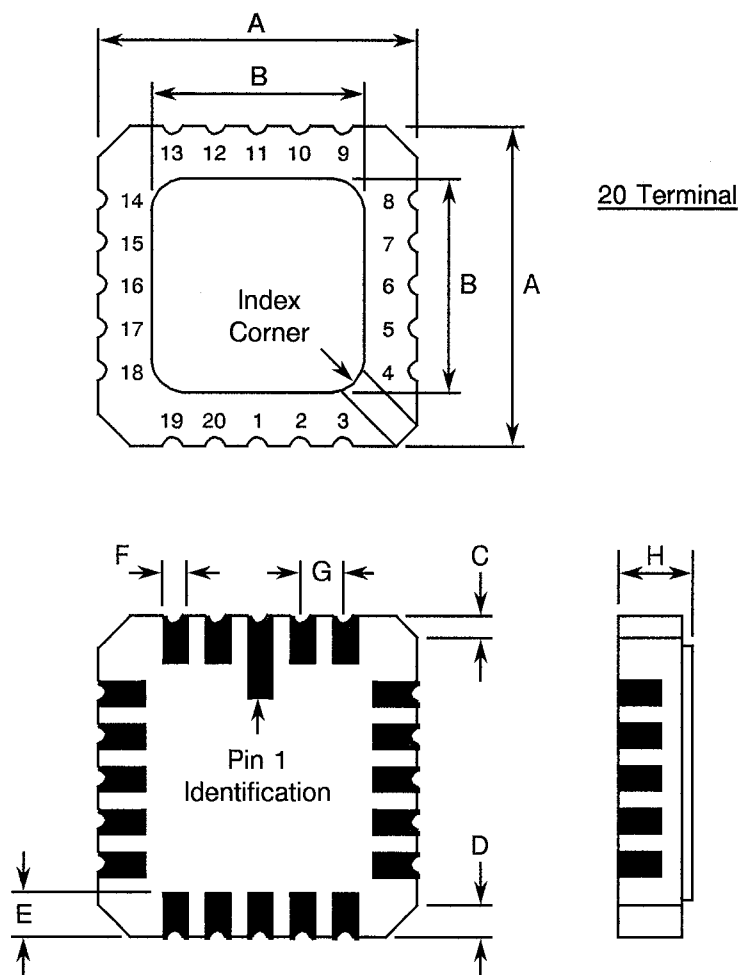 A
B
13 12 11 10 9
14 8
20 Terminal
15 7
16 6
B A
Index
Corner
17 5
18 4
19 20 1 2 3
F G C H
Pin 1
Identification
D
E